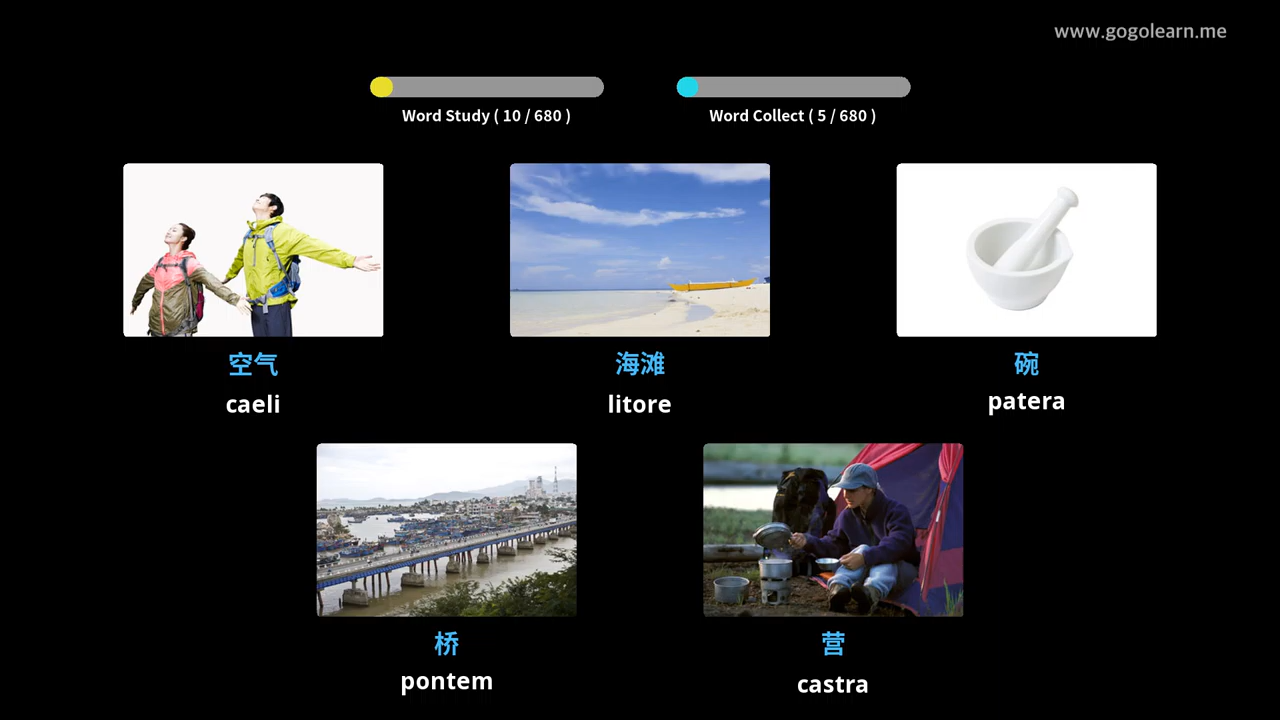 www.gogolearn.me
Word Study ( 10 / 680 )
Word Collect ( 5 / 680 )
空气
caeli
海滩
litore
碗
patera
桥
pontem
营
castra